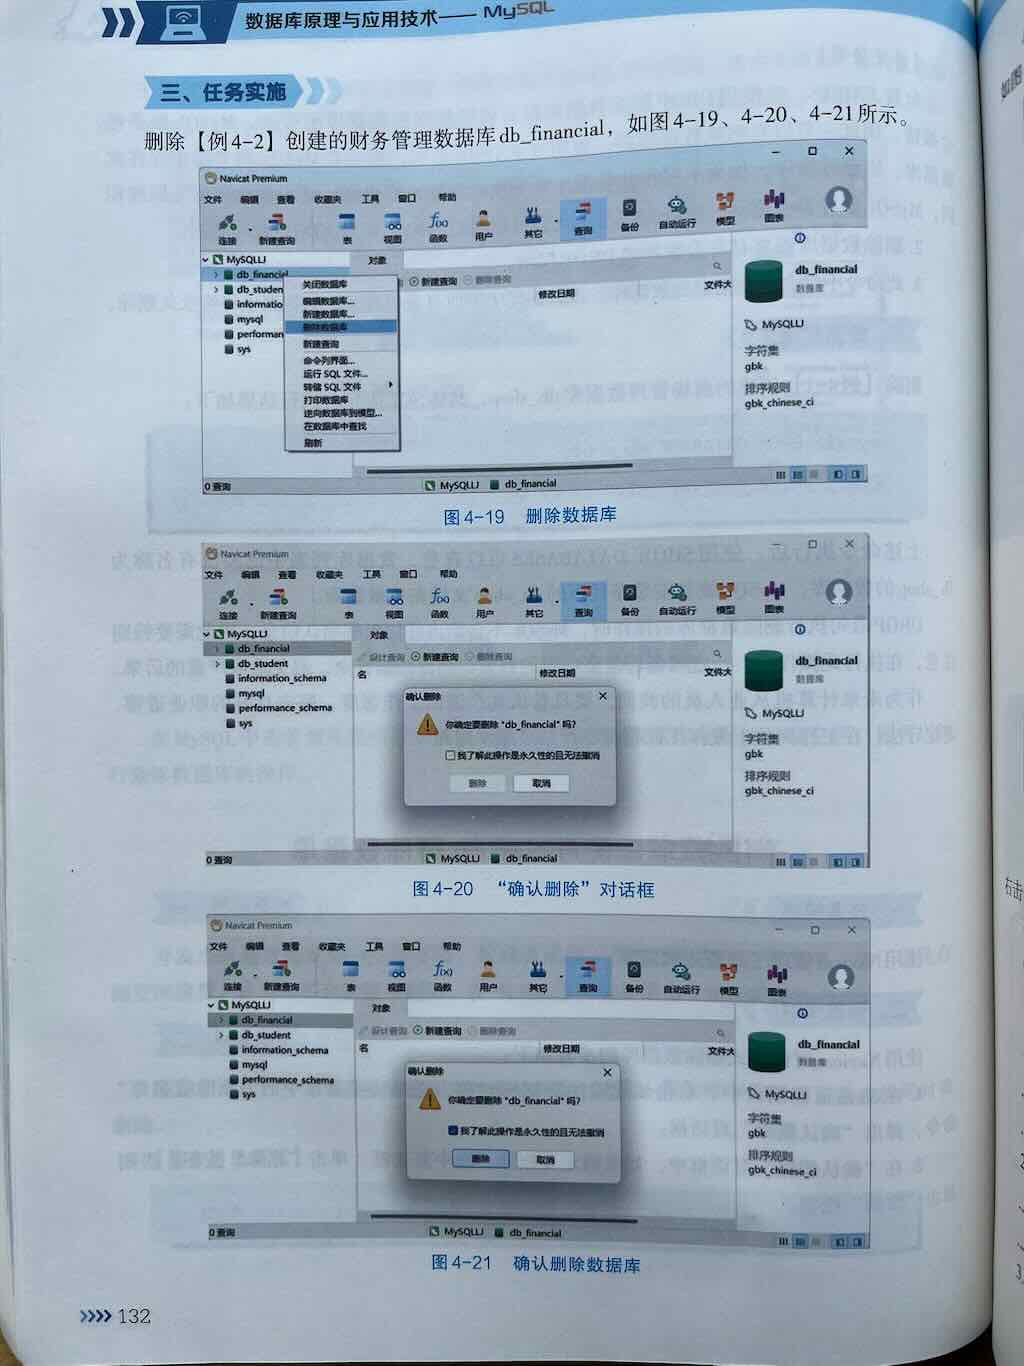 数据库原理与应用技术——MySQL
三、任务实施
删除【例4-2】创建的财务管理数据库db_financial，如图4-19、4-20、4-21所示。
Navicat Premium
文件 编辑 查看 收藏夹 工具 窗口 帮助
连接 新建查询 表 视图 函数 用户 其它 查询 备份 自动运行 模型 图表
MySQLLJ 对象
db_financial
db_studen
informatio
mysql
performan
sys
关闭数据库
编辑数据库...
新建数据库...
删除数据库
新建查询
命令列界面...
运行 SQL 文件...
转储 SQL 文件
打印数据库
逆向数据库到模型...
在数据库中查找
刷新
新建查询 删除查询
修改日期 文件大
db_financial
数据库
MySQLLJ
字符集
gbk
排序规则
gbk_chinese_ci
0 查询 MySQLLJ db_financial
图4-19 删除数据库
Navicat Premium
文件 编辑 查看 收藏夹 工具 窗口 帮助
连接 新建查询 表 视图 函数 用户 其它 查询 备份 自动运行 模型 图表
MySQLLJ 对象
db_financial
db_student
information_schema
mysql
performance_schema
sys
设计查询 新建查询 删除查询
名 修改日期 文件大
确认删除
你确定要删除 "db_financial" 吗?
我了解此操作是永久性的且无法撤消
删除 取消
db_financial
数据库
MySQLLJ
字符集
gbk
排序规则
gbk_chinese_ci
0 查询 MySQLLJ db_financial
图4-20 “确认删除”对话框
Navicat Premium
文件 编辑 查看 收藏夹 工具 窗口 帮助
连接 新建查询 表 视图 函数 用户 其它 查询 备份 自动运行 模型 图表
MySQLLJ 对象
db_financial
db_student
information_schema
mysql
performance_schema
sys
设计查询 新建查询 删除查询
名 修改日期 文件大
确认删除
你确定要删除 "db_financial" 吗?
我了解此操作是永久性的且无法撤消
删除 取消
db_financial
数据库
MySQLLJ
字符集
gbk
排序规则
gbk_chinese_ci
0 查询 MySQLLJ db_financial
图4-21 确认删除数据库
132
右击